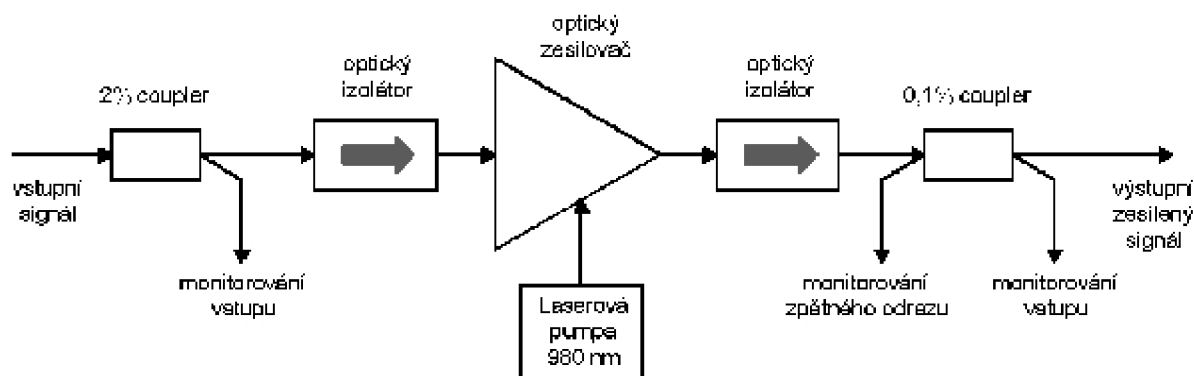 optický
zesilovač
optický
izolátor
optický
izolátor
2% coupler
0,1% coupler
vstupní
signál
výstupní
zesílený
signál
monitorování
vstupu
monitorování
zpětného odrazu
monitorování
vstupu
Laserová
pumpa
980 nm